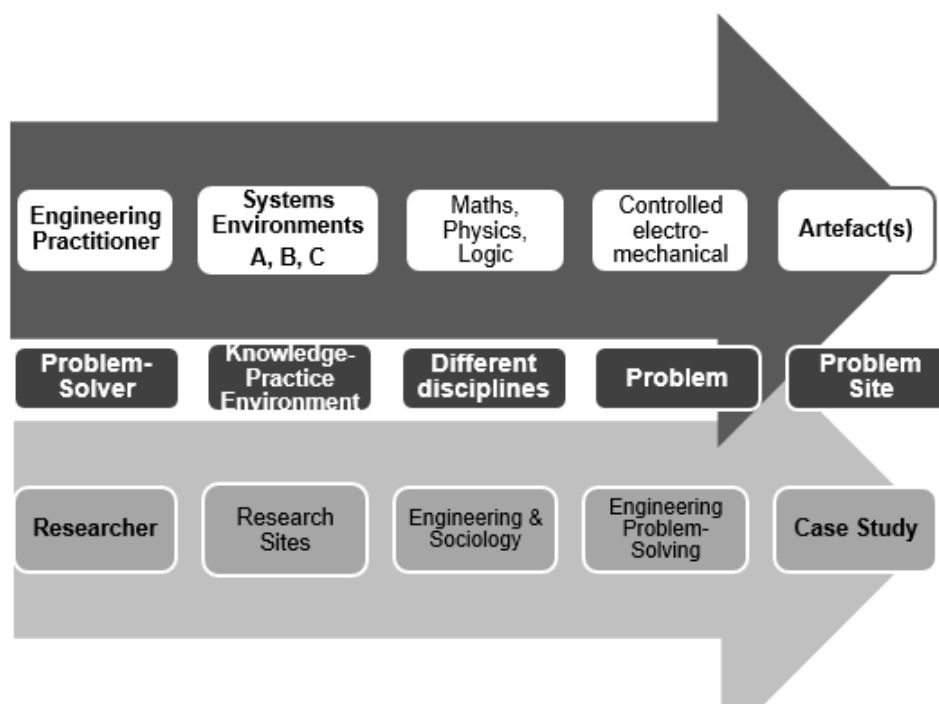 Engineering
Practitioner
Systems
Environments
A, B, C
Maths,
Physics,
Logic
Controlled
electro-
mechanical
Artefact(s)
Problem-
Solver
Knowledge-
Practice
Environment
Different
disciplines
Problem
Problem
Site
Researcher
Research
Sites
Engineering &
Sociology
Engineering
Problem-
Solving
Case Study